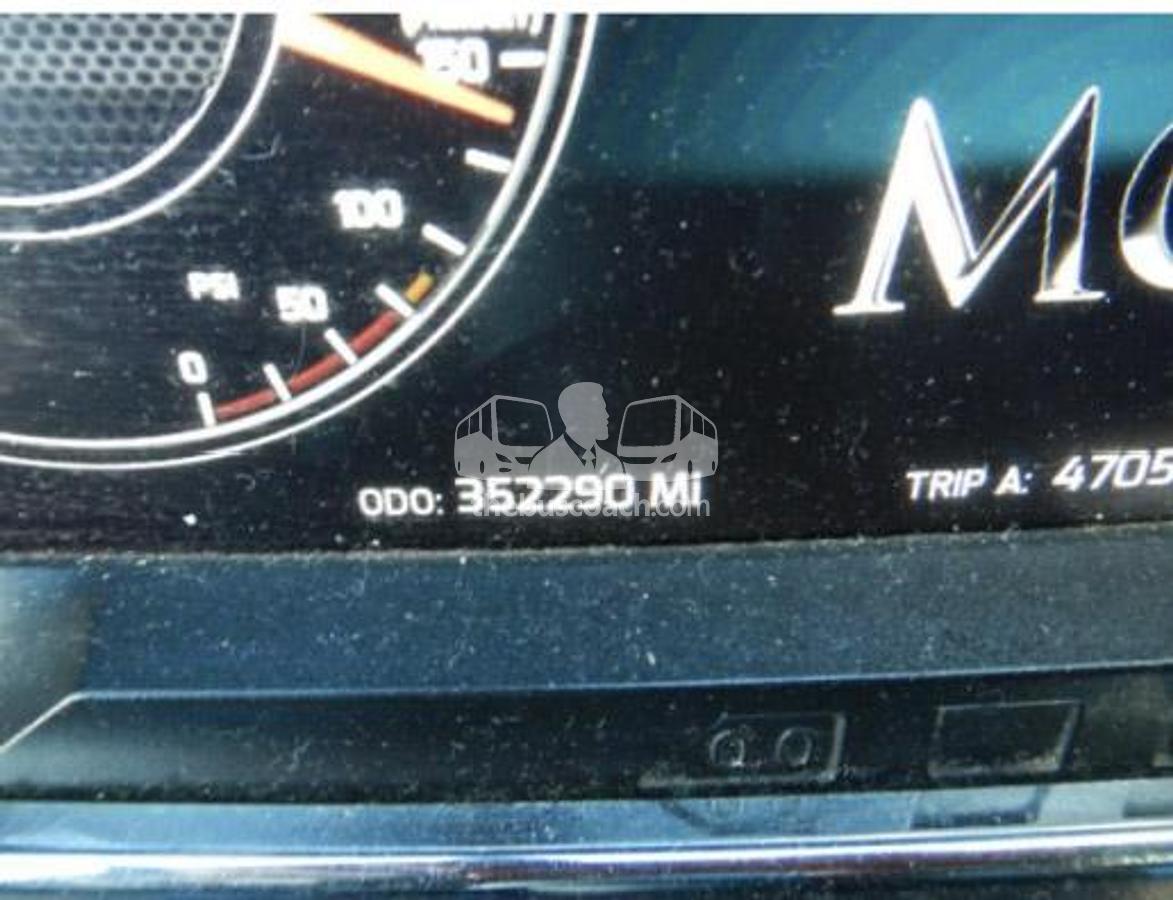 150
100
PSI 50
0
MC
ODO: 352290 Mi
TRIP A: 4705
thebuscoach.com